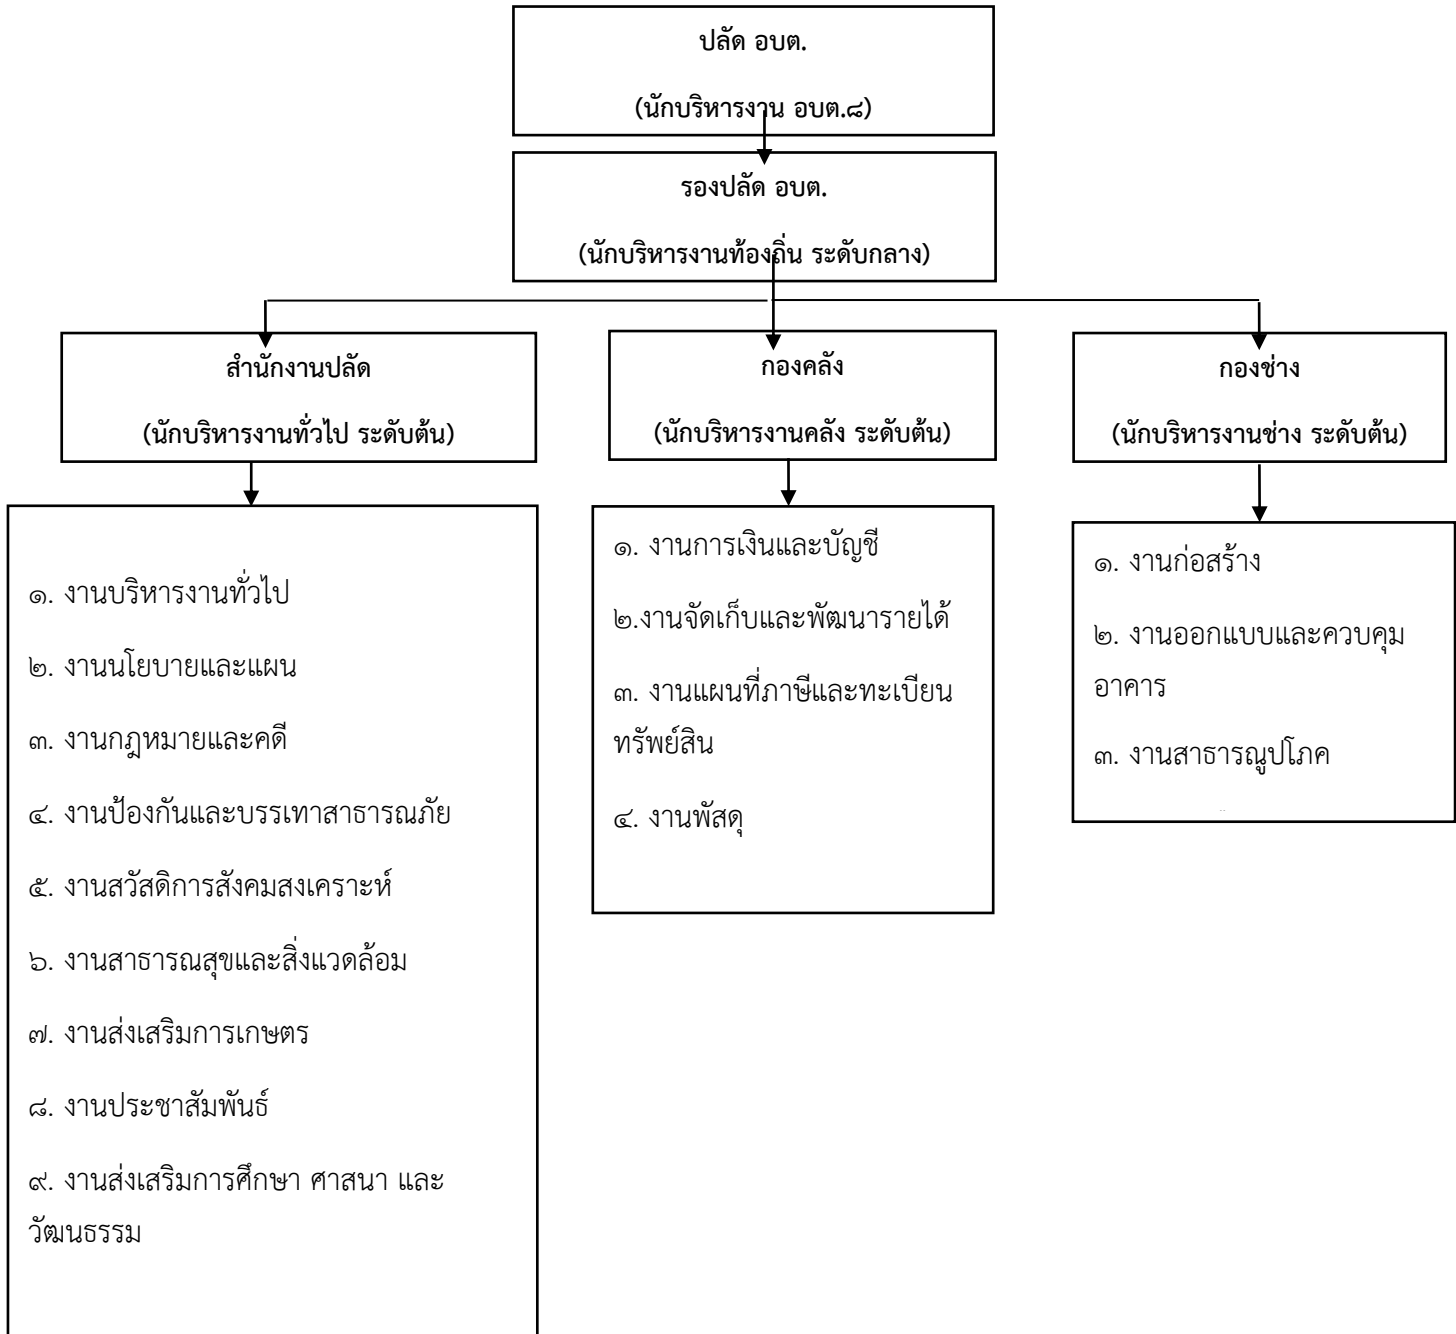 ปลัด อบต.
(นักบริหารงาน อบต.๘)
รองปลัด อบต.
(นักบริหารงานท้องถิ่น ระดับกลาง)
สำนักงานปลัด
(นักบริหารงานทั่วไป ระดับต้น)
กองคลัง
(นักบริหารงานคลัง ระดับต้น)
กองช่าง
(นักบริหารงานช่าง ระดับต้น)
๑. งานบริหารงานทั่วไป
๒. งานนโยบายและแผน
๓. งานกฎหมายและคดี
๔. งานป้องกันและบรรเทาสาธารณภัย
๕. งานสวัสดิการสังคมสงเคราะห์
๖. งานสาธารณสุขและสิ่งแวดล้อม
๗. งานส่งเสริมการเกษตร
๘. งานประชาสัมพันธ์
๙. งานส่งเสริมการศึกษา ศาสนา และ
วัฒนธรรม
๑. งานการเงินและบัญชี
๒.งานจัดเก็บและพัฒนารายได้
๓. งานแผนที่ภาษีและทะเบียน
ทรัพย์สิน
๔. งานพัสดุ
๑. งานก่อสร้าง
๒. งานออกแบบและควบคุม
อาคาร
๓. งานสาธารณูปโภค